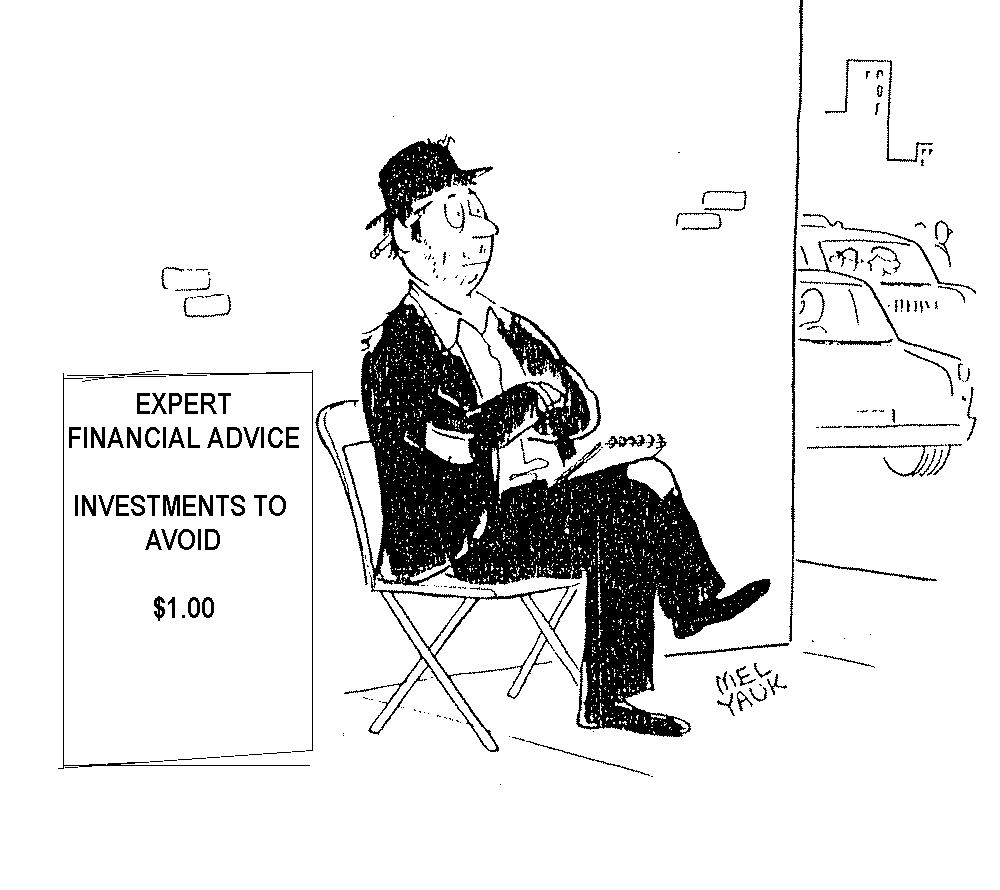 EXPERT
FINANCIAL ADVICE
INVESTMENTS TO
AVOID
$1.00
MEL
YAUK